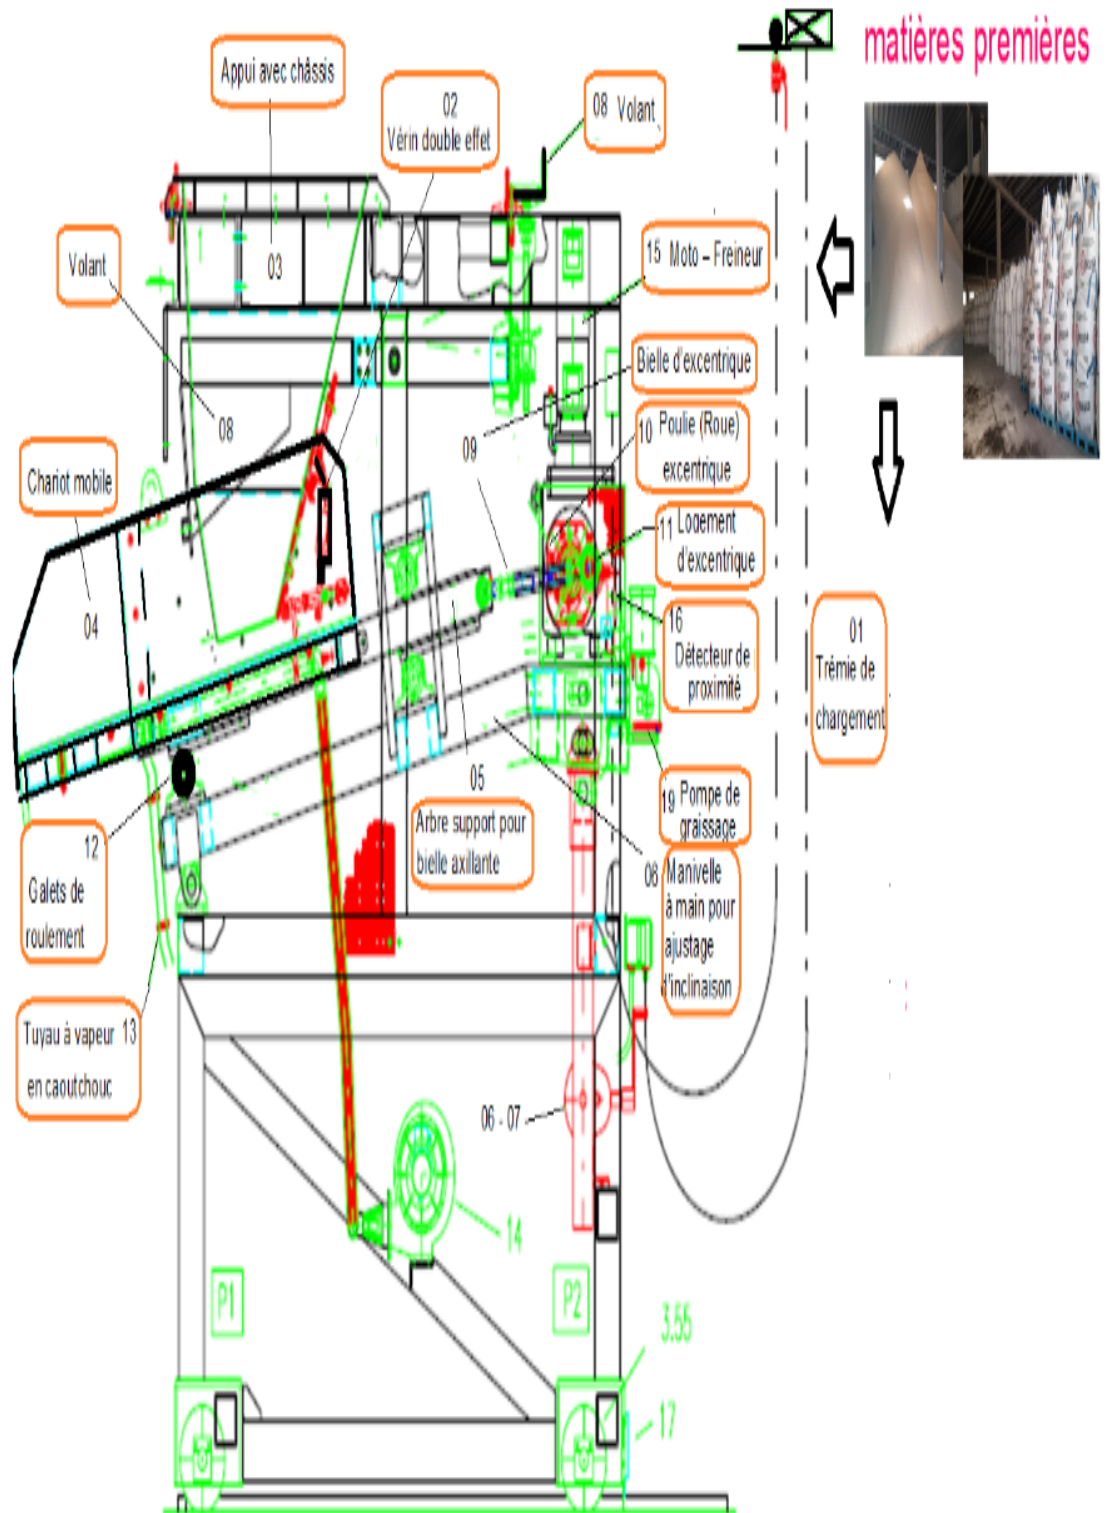 matières premières
Appui avec châssis
02
Vérin double effet
08 Volant
Volant
03
15 Moto – Freineur
Bielle d'excentrique
10 Poulie (Roue)
excentrique
08
09
Chariot mobile
11 Logement
d'excentrique
04
16
Détecteur de
proximité
01
Trémie de
chargement
05
Arbre support pour
bielle axillante
19 Pompe de
graissage
12
Galets de
roulement
06 Manivelle
à main pour
ajustage
d'inclinaison
Tuyau à vapeur 13
en caoutchouc
06 - 07
14
P1
P2
3.55
17